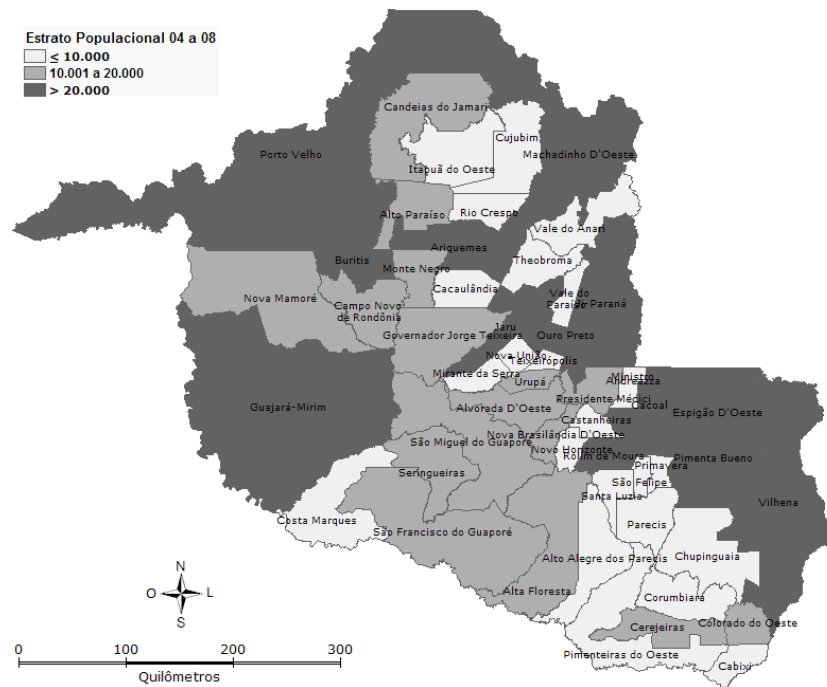 Estrato Populacional 04 a 08
≤ 10.000
10.001 a 20.000
> 20.000
Candeias do Jamari
Cujubim
Porto Velho
Machadinho D'Oeste
Itapuã do Oeste
Alto Paraíso
Rio Crespo
Vale do Anari
Ariquemes
Buritis
Monte Negro
Theobroma
Cacaulândia
Nova Mamoré
Campo Novo
de Rondônia
Vale do
Paraíso
Ji-Paraná
Governador Jorge Teixeira
Jaru
Ouro Preto
Nova União
Teixeirópolis
Mirante da Serra
Urupá
Ministro
Andreazza
Presidente Médici
Cacoal
Guajará-Mirim
Alvorada D'Oeste
Espigão D'Oeste
Castanheiras
Nova Brasilândia D'Oeste
São Miguel do Guaporé
Novo Horizonte
Rolim de Moura
Pimenta Bueno
Primavera
Seringueiras
São Felipe
Santa Luzia
Vilhena
Costa Marques
Parecis
São Francisco do Guaporé
Alto Alegre dos Parecis
Chupinguaia
Alta Floresta
Corumbiara
Cerejeiras
Colorado do Oeste
Pimenteiras do Oeste
Cabixi
N
O
L
S
0
100
200
300
Quilômetros